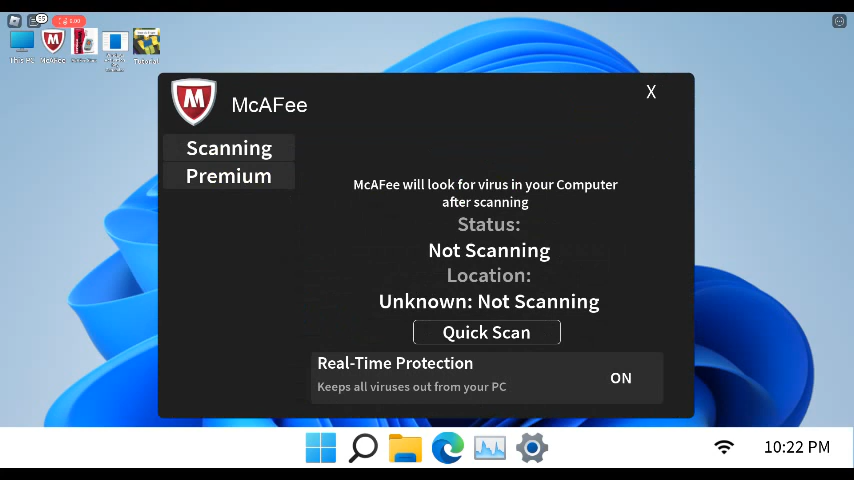 35
This PC
McAFee
Tutorial
M
McAFee
X
Scanning
Premium
McAFee will look for virus in your Computer
after scanning
Status:
Not Scanning
Location:
Unknown: Not Scanning
Quick Scan
Real-Time Protection
Keeps all viruses out from your PC
ON
10:22 PM